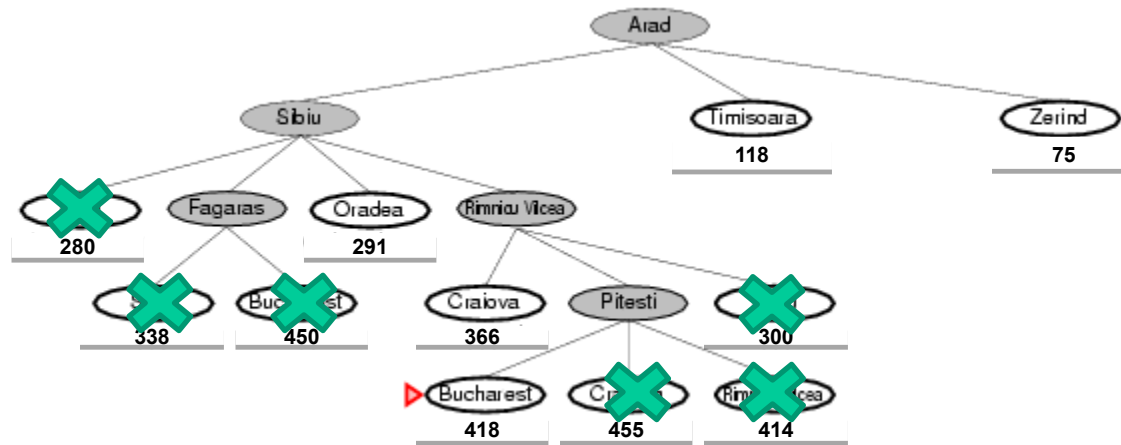 Arad
Sibiu
Timisoara
Zerind
118
75
Fagaras
Oradea
Rimnicu Vilcea
280
291
Craiova
Pitesti
338
450
366
300
Bucharest
418
455
414